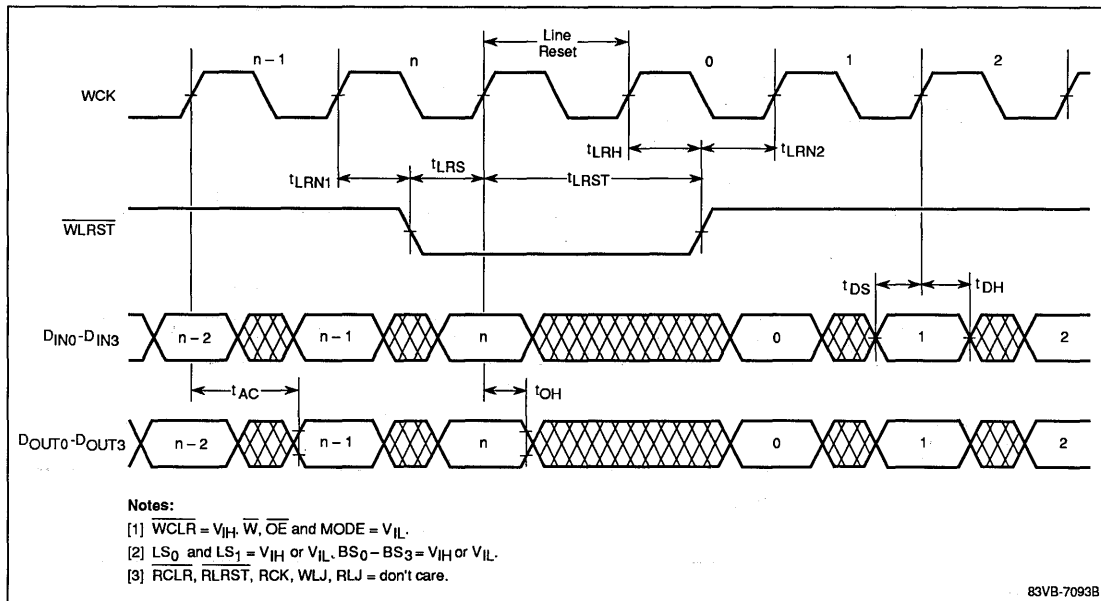 Line
Reset
n – 1 n 0 1 2
WCK
tLRH tLRN2
tLRN1 tLRS tLRST
WLRST
tDS tDH
DIN0-DIN3 n-2 n-1 n 0 1 2
tAC tOH
DOUT0-DOUT3 n-2 n-1 n 0 1 2
Notes:
[1] WCLR = VIH. W, OE and MODE = VIL.
[2] LS0 and LS1 = VIH or VIL. BS0 – BS3 = VIH or VIL.
[3] RCLR, RLRST, RCK, WLJ, RLJ = don't care.
83VB-7093B